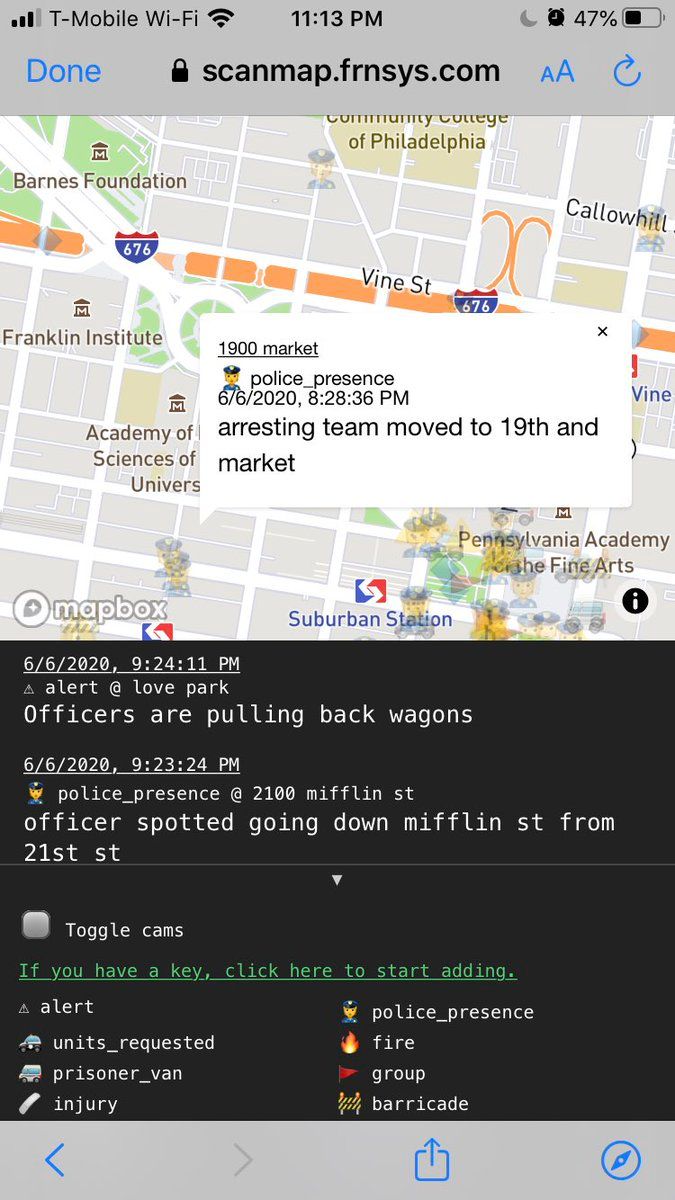 T-Mobile Wi-Fi 11:13 PM 47%
Done scanmap.frnsys.com AA
Community College
of Philadelphia
Barnes Foundation
Callowhill
676
Vine St
676
Franklin Institute
1900 market
×
police_presence
6/6/2020, 8:28:36 PM
arresting team moved to 19th and
market
Vine
Academy of
Sciences of
Univers
Pennsylvania Academy
of the Fine Arts
mapbox
Suburban Station
i
6/6/2020, 9:24:11 PM
⚠ alert @ love park
Officers are pulling back wagons
6/6/2020, 9:23:24 PM
police_presence @ 2100 mifflin st
officer spotted going down mifflin st from
21st st
▼
Toggle cams
If you have a key, click here to start adding.
⚠ alert
police_presence
units_requested
fire
prisoner_van
group
injury
barricade